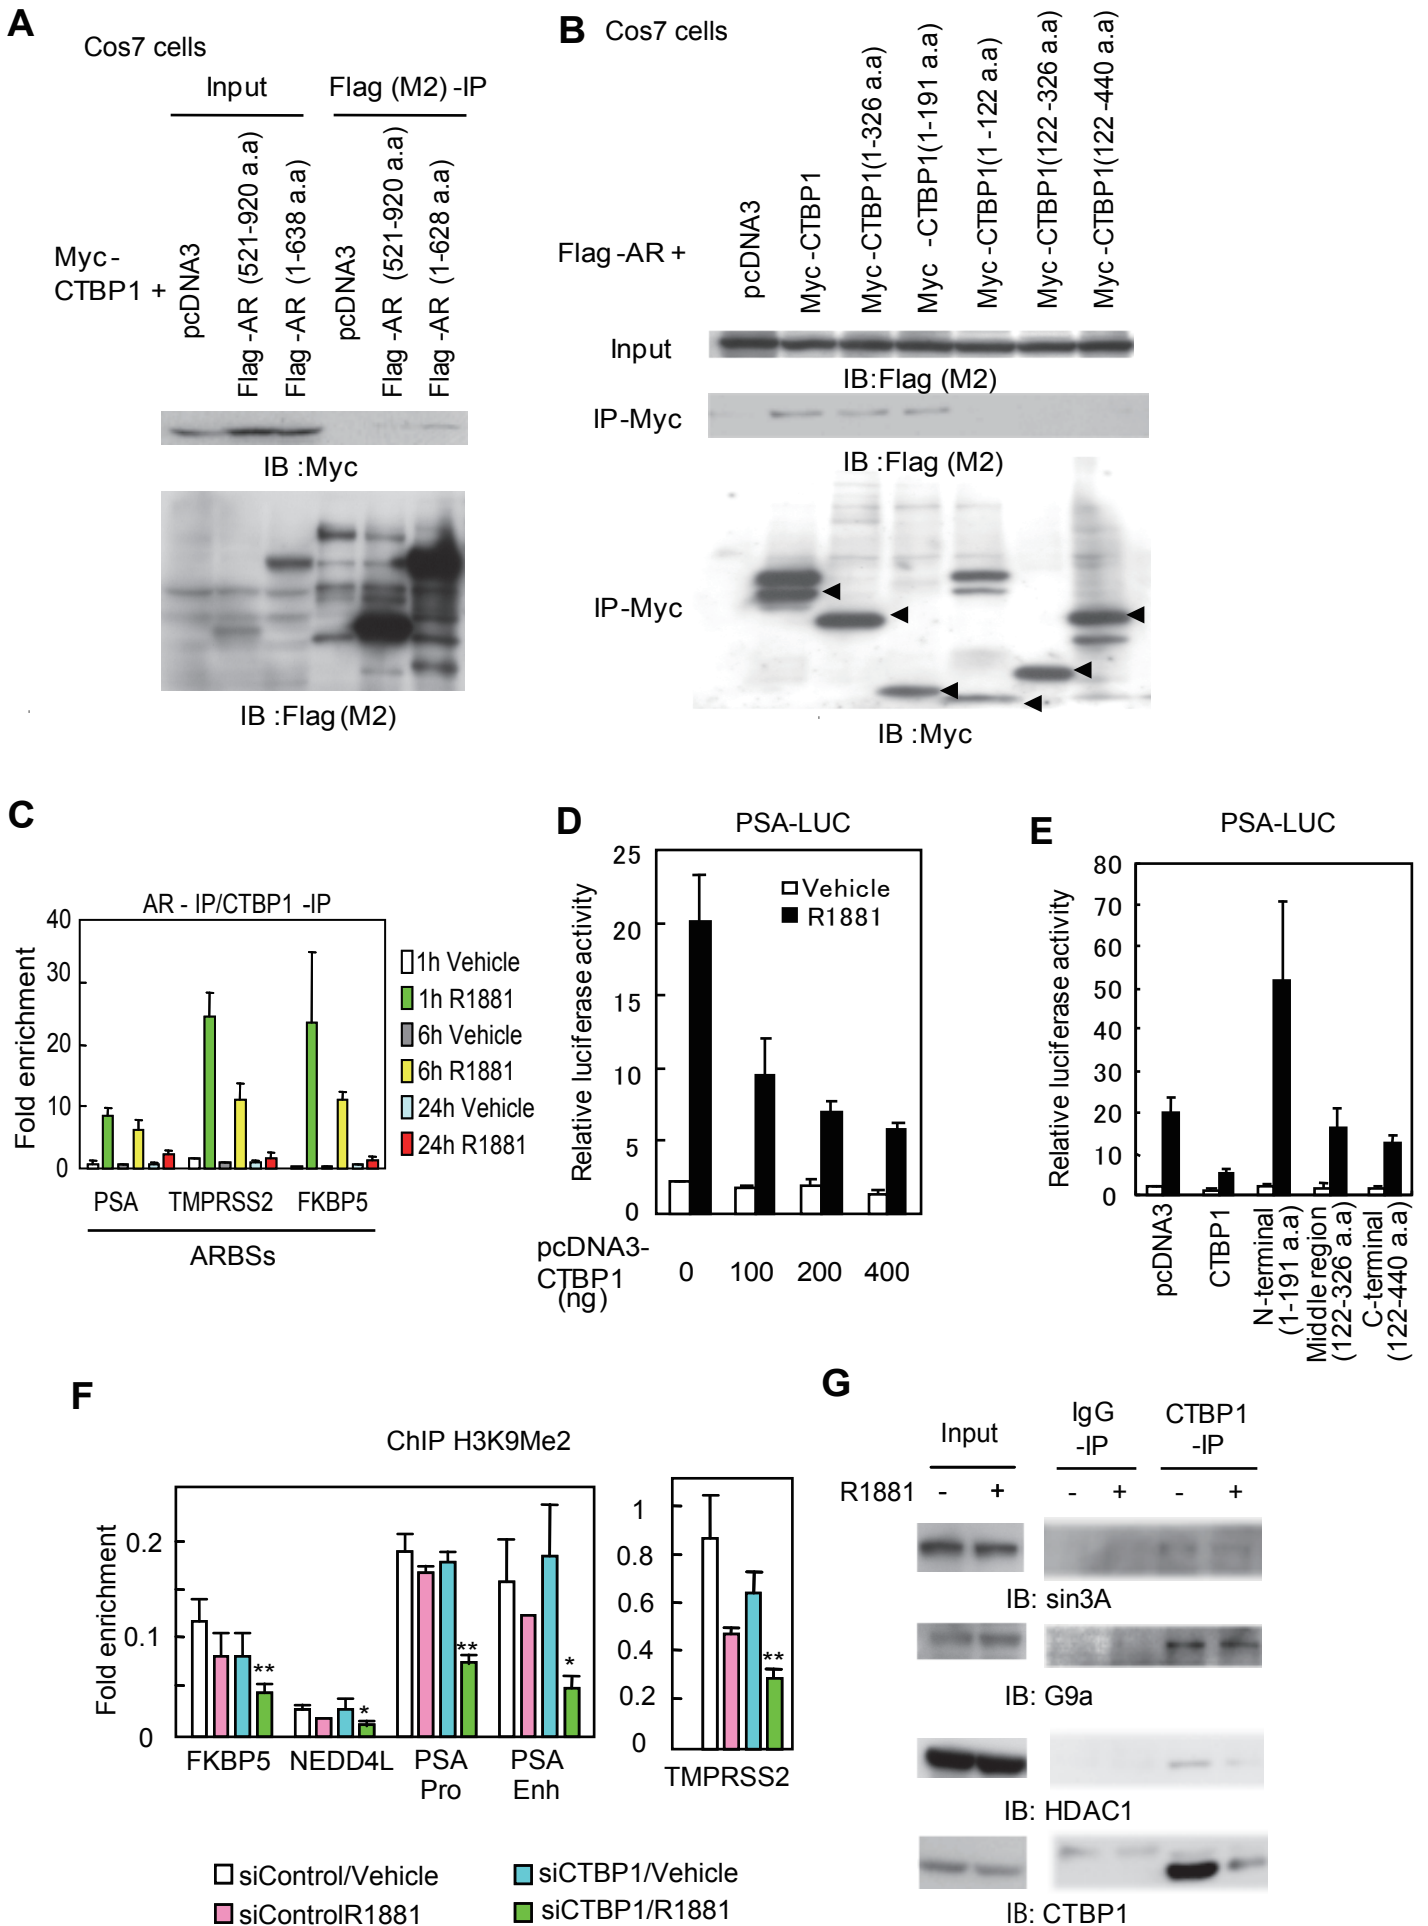 A
Cos7 cells
Input
Flag (M2) -IP
Myc-
CTBP1 +
pcDNA3
Flag -AR (521-920 a.a)
Flag -AR (1-638 a.a)
pcDNA3
Flag -AR (521-920 a.a)
Flag -AR (1-628 a.a)
IB :Myc
IB :Flag(M2)
B
Cos7 cells
Flag -AR +
pcDNA3
Myc -CTBP1
Myc -CTBP1(1-326 a.a)
Myc -CTBP1(1-191 a.a)
Myc -CTBP1(1 -122 a.a)
Myc -CTBP1(122-326 a.a)
Myc -CTBP1(122 -440 a.a)
Input
IB:Flag (M2)
IP-Myc
IB :Flag (M2)
IP-Myc
IB :Myc
C
AR - IP/CTBP1 -IP
Fold enrichment
40
30
20
10
0
PSA TMPRSS2 FKBP5
ARBSs
1h Vehicle
1h R1881
6h Vehicle
6h R1881
24h Vehicle
24h R1881
D
PSA-LUC
Relative luciferase activity
25
20
15
10
5
0
Vehicle
R1881
pcDNA3-
CTBP1
(ng)
0 100 200 400
E
PSA-LUC
Relative luciferase activity
80
70
60
50
40
30
20
10
0
pcDNA3
CTBP1
N-terminal
(1-191 a.a)
Middle region
(122-326 a.a)
C-terminal
(122-440 a.a)
F
ChIP H3K9Me2
Fold enrichment
0.2
0.1
0
** * ** *
FKBP5 NEDD4L PSA PSA
Pro Enh
1
0.8
0.6
0.4
0.2
0
**
TMPRSS2
siControl/Vehicle
siControlR1881
siCTBP1/Vehicle
siCTBP1/R1881
G
Input
IgG
-IP
CTBP1
-IP
R1881 - + - + - +
IB: sin3A
IB: G9a
IB: HDAC1
IB: CTBP1